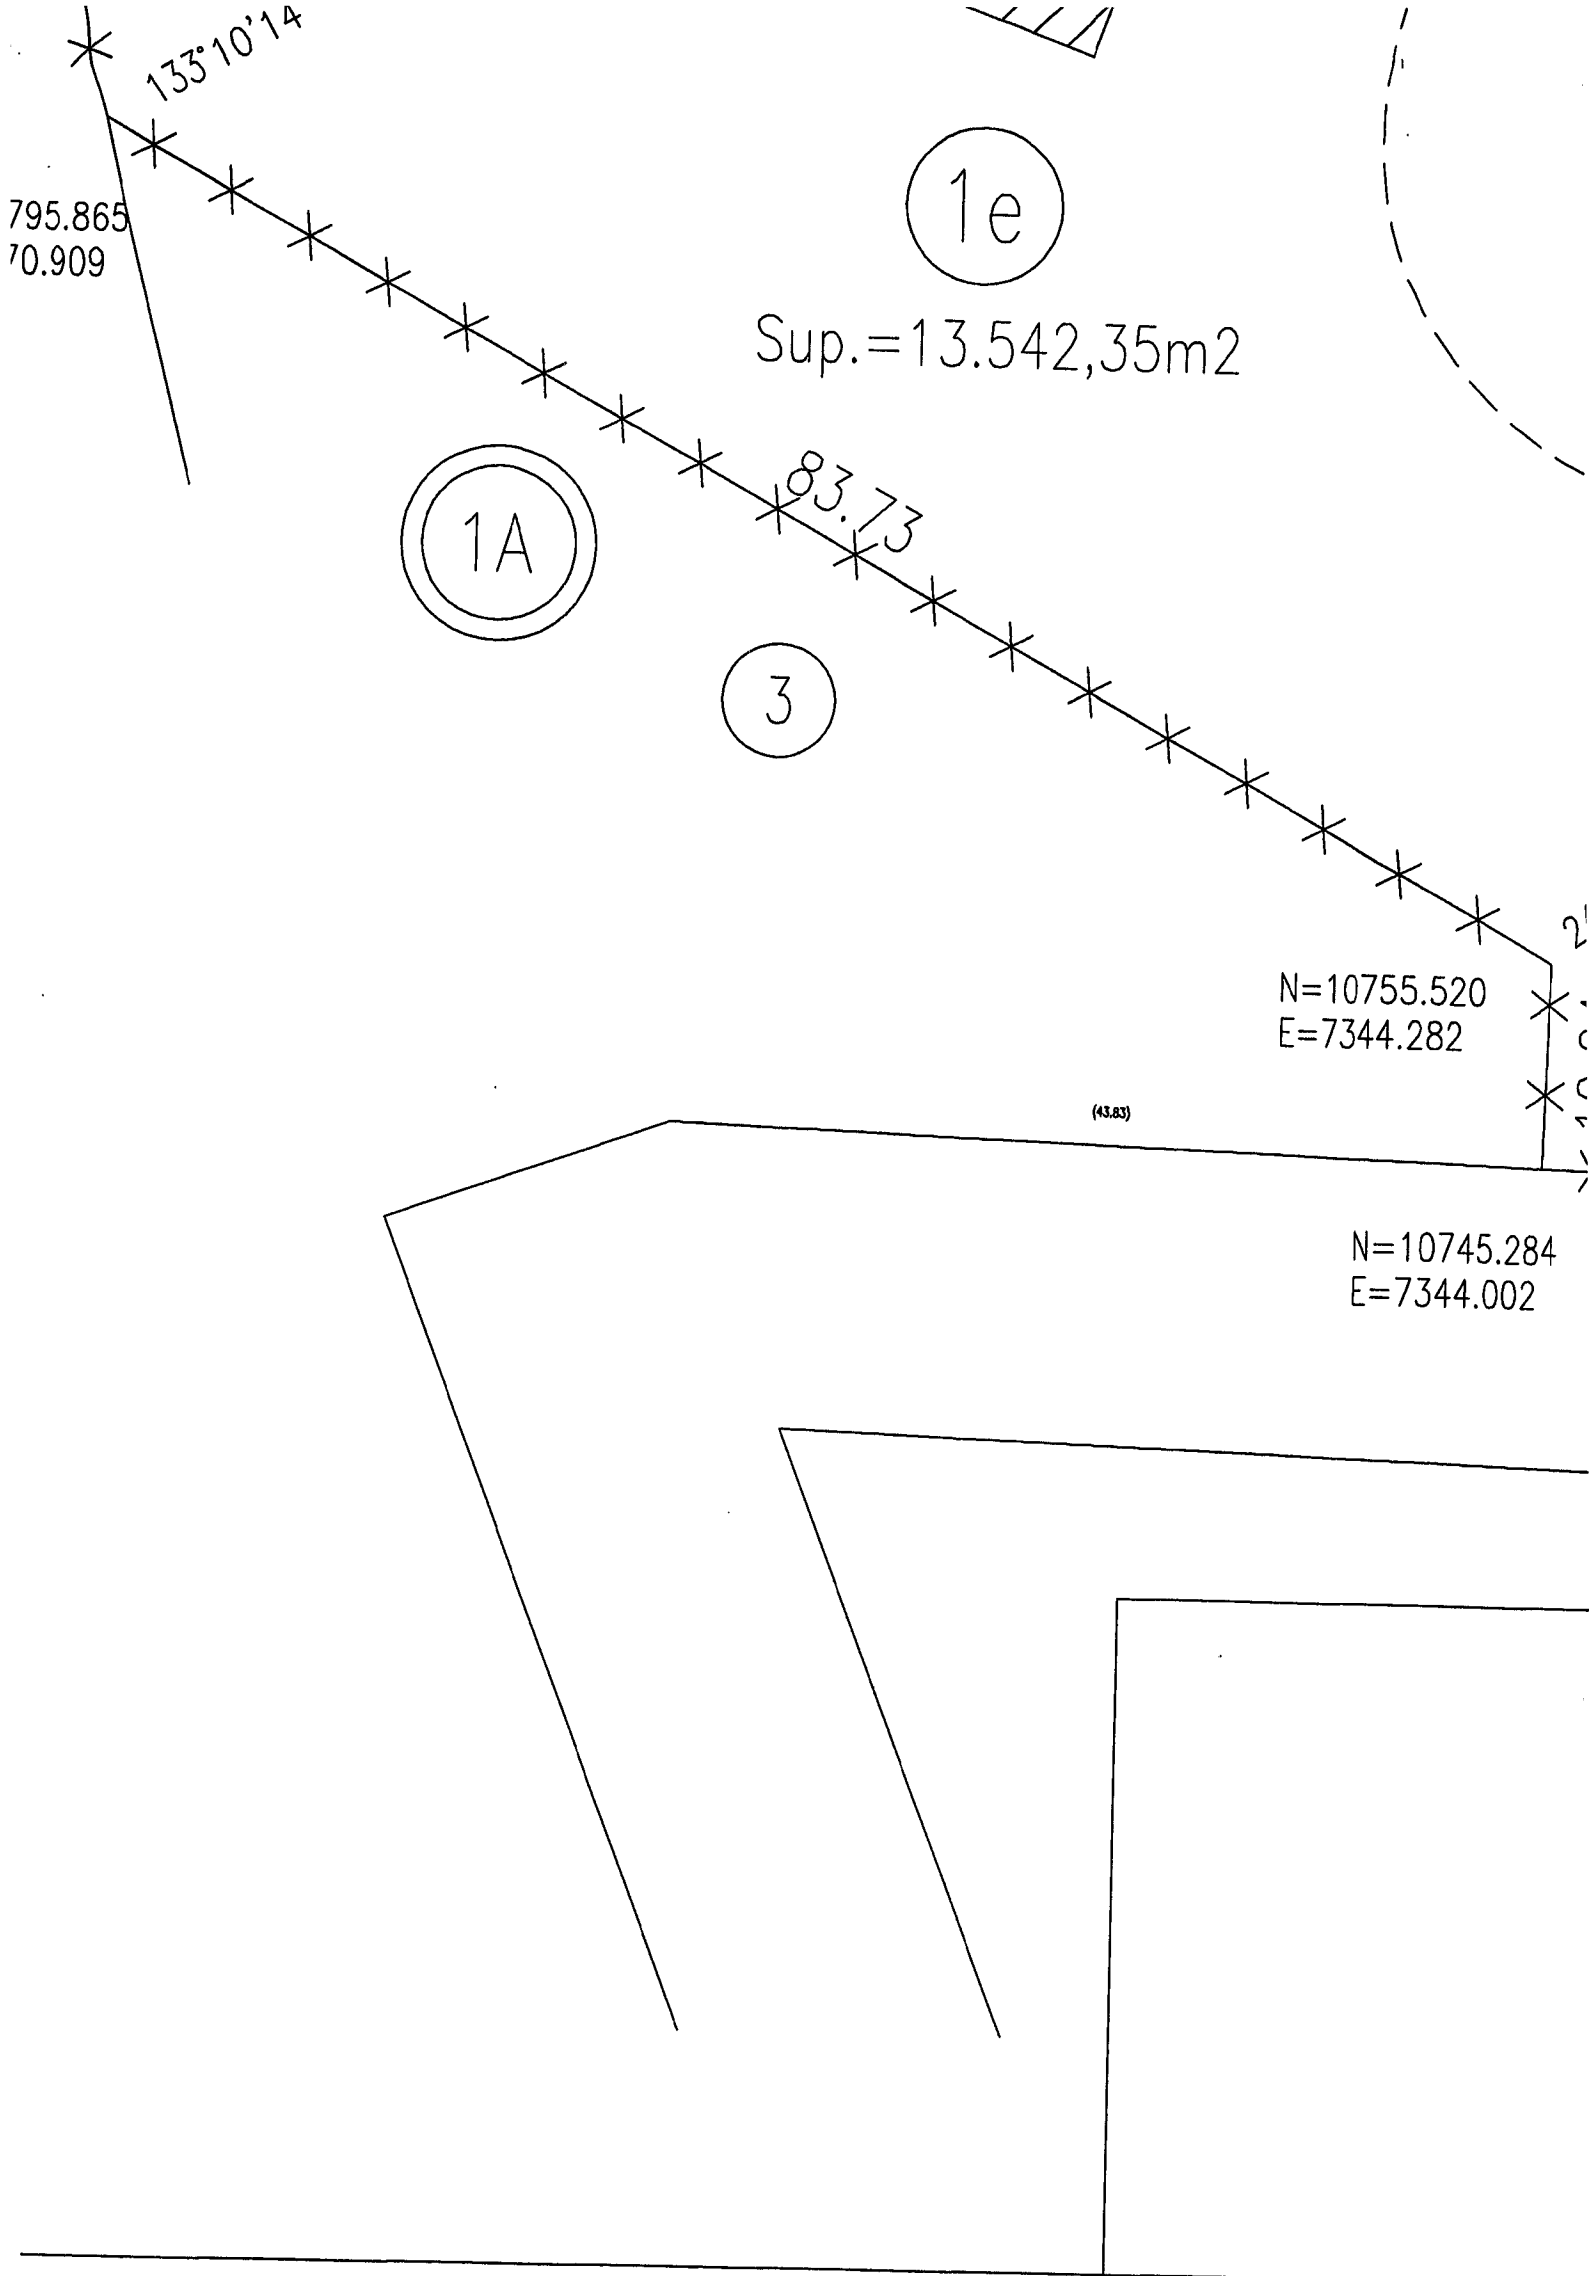 133°10'14
795.865
70.909
1e
Sup.=13.542,35m2
83.73
1A
3
N=10755.520
E=7344.282
(43.83)
N=10745.284
E=7344.002